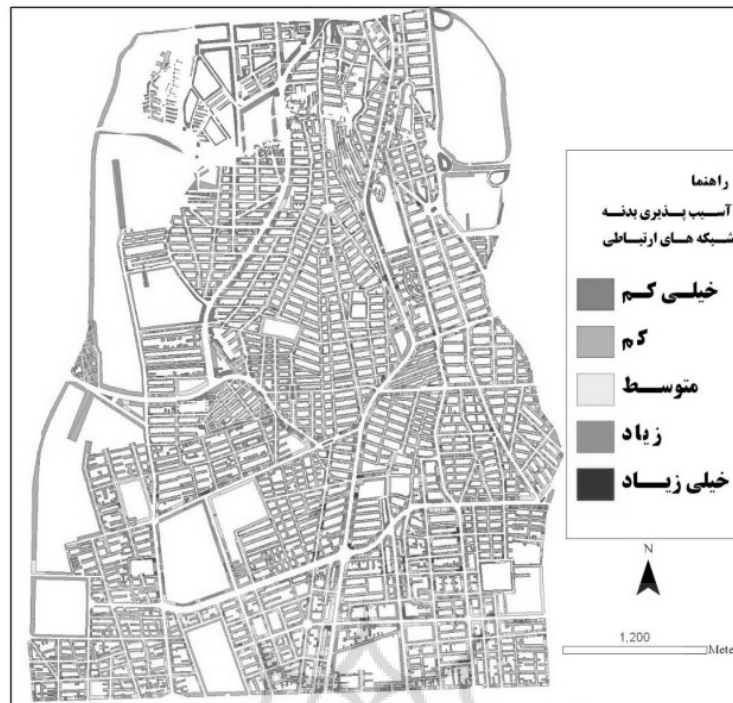 راهنما
آسیب پذیری بدنه
شبکه های ارتباطی
خیلی کم
کم
متوسط
زیاد
خیلی زیاد
N
1,200
Mete